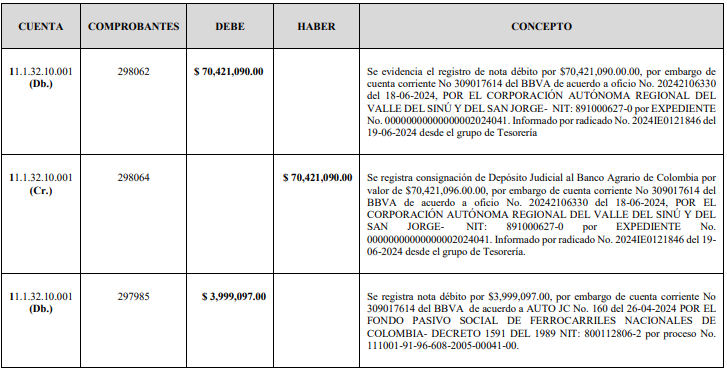 CUENTA COMPROBANTES DEBE HABER CONCEPTO
11.1.32.10.001 298062 $ 70,421,090.00
(Db.)
Se evidencia el registro de nota débito por $70,421,090.00.00, por embargo de
cuenta corriente No 309017614 del BBVA de acuerdo a oficio No. 20242106330
del 18-06-2024, POR EL CORPORACIÓN AUTÓNOMA REGIONAL DEL
VALLE DEL SINÚ Y DEL SAN JORGE- NIT: 891000627-0 por EXPEDIENTE
No. 00000000000000002024041. Informado por radicado No. 2024IE0121846 del
19-06-2024 desde el grupo de Tesorería
11.1.32.10.001 298064 $ 70,421,090.00
(Cr.)
Se registra consignación de Depósito Judicial al Banco Agrario de Colombia por
valor de $70,421,096.00.00, por embargo de cuenta corriente No 309017614 del
BBVA de acuerdo a oficio No. 20242106330 del 18-06-2024, POR EL
CORPORACIÓN AUTÓNOMA REGIONAL DEL VALLE DEL SINÚ Y DEL
SAN JORGE- NIT: 891000627-0 por EXPEDIENTE No.
00000000000000002024041. Informado por radicado No. 2024IE0121846 del 19-
06-2024 desde el grupo de Tesorería.
11.1.32.10.001 297985 $ 3,999,097.00
(Db.)
Se registra nota débito por $3,999,097.00, por embargo de cuenta corriente No
309017614 del BBVA de acuerdo a AUTO JC No. 160 del 26-04-2024 POR EL
FONDO PASIVO SOCIAL DE FERROCARRILES NACIONALES DE
COLOMBIA- DECRETO 1591 DEL 1989 NIT: 800112806-2 por proceso No.
111001-91-96-608-2005-00041-00.